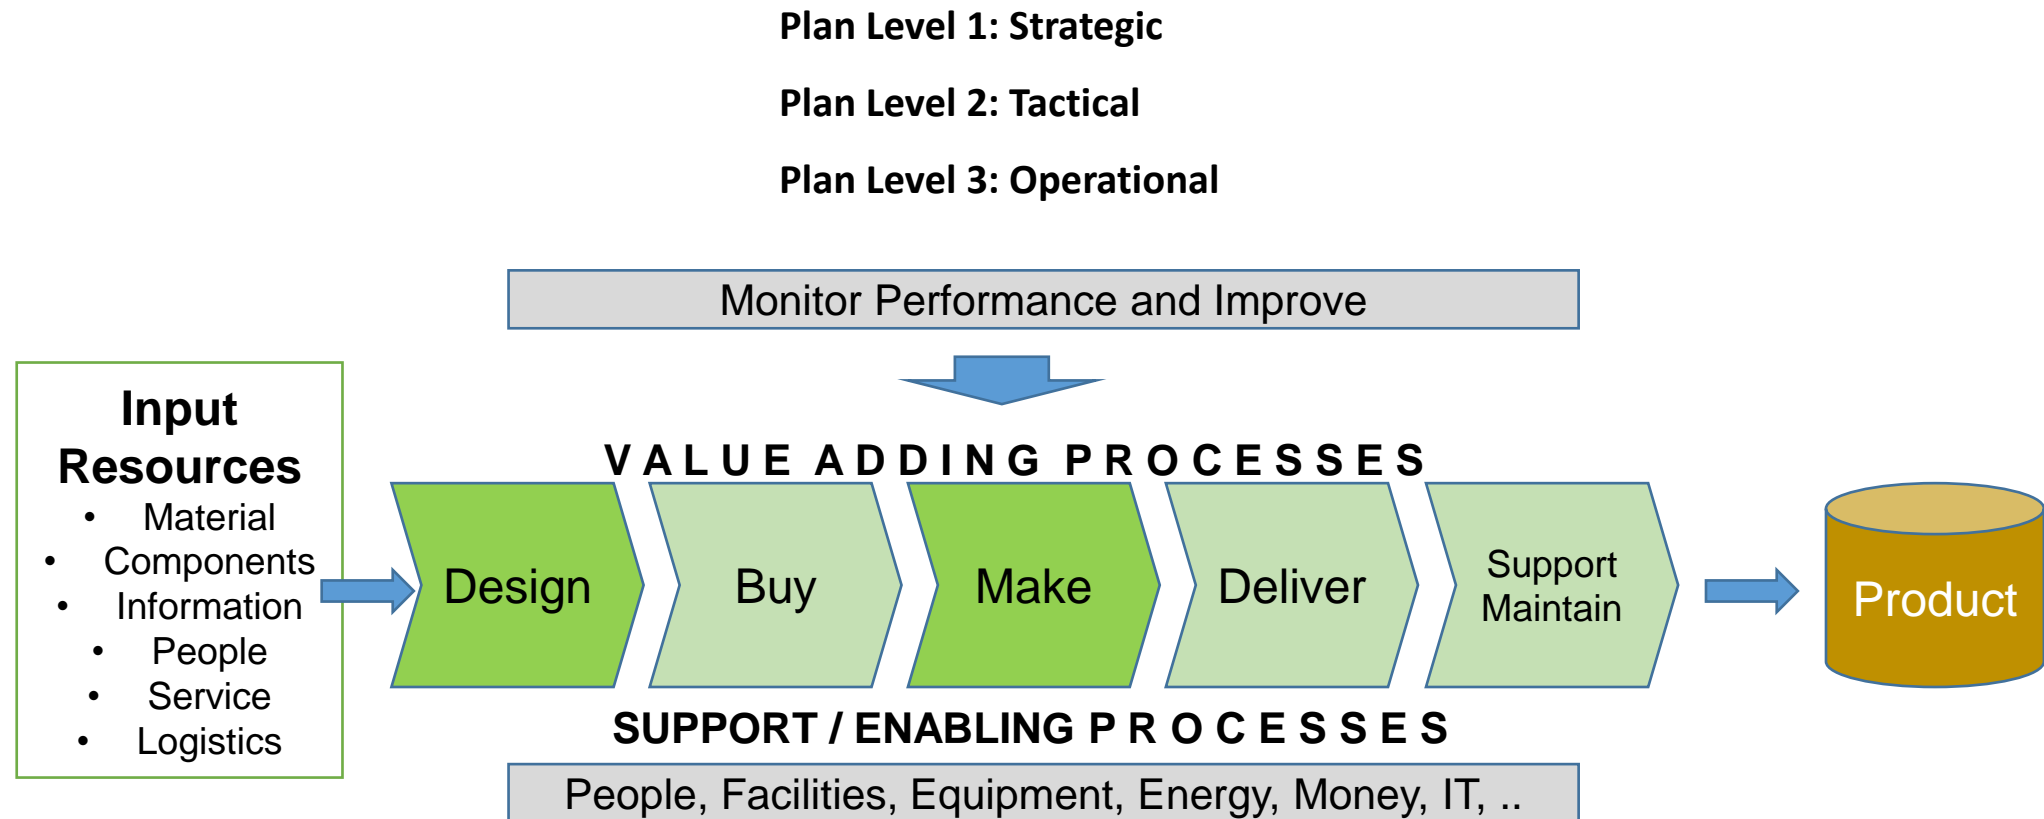 Plan Level 1: Strategic
Plan Level 2: Tactical
Plan Level 3: Operational
Monitor Performance and Improve
Input
Resources
• Material
• Components
• Information
• People
• Service
• Logistics
VALUE ADDING PROCESSES
Design
Buy
Make
Deliver
Support
Maintain
Product
SUPPORT / ENABLING PROCESSES
People, Facilities, Equipment, Energy, Money, IT, ..